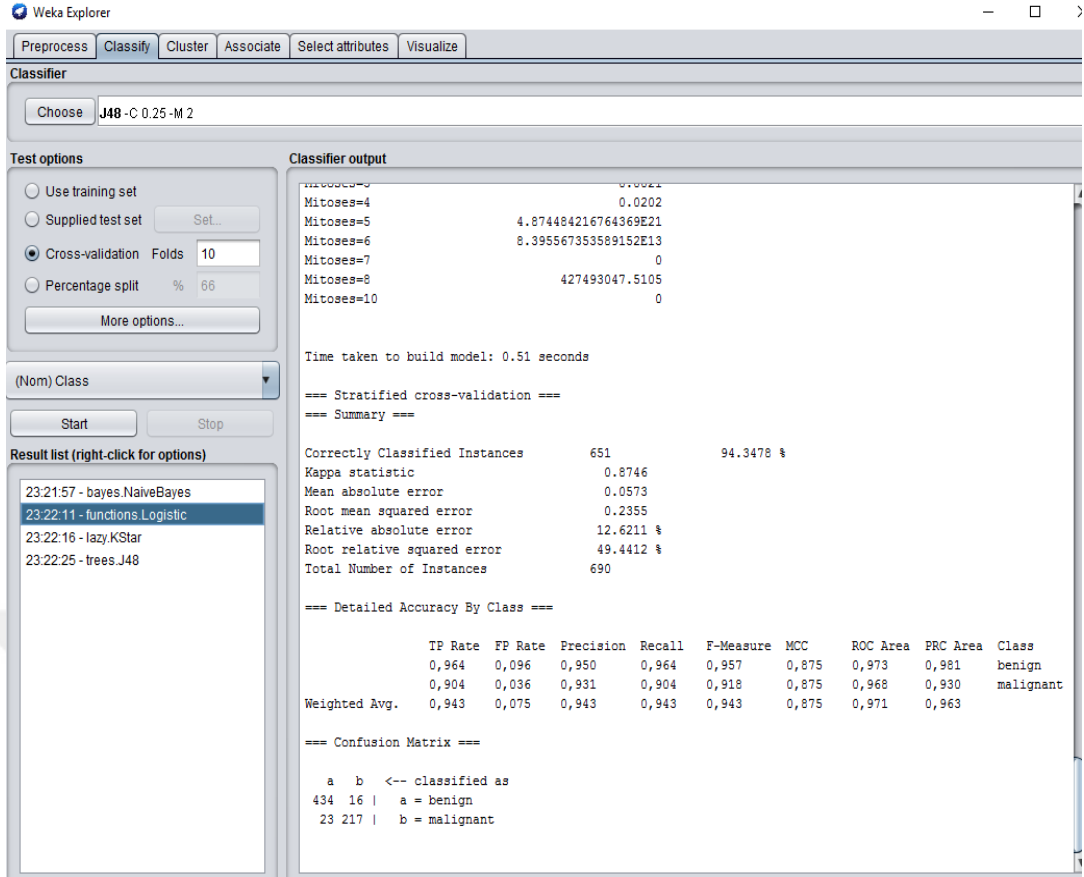 Weka Explorer
Preprocess Classify Cluster Associate Select attributes Visualize
Classifier
Choose J48 -C 0.25 -M 2
Test options
Use training set
Supplied test set Set...
Cross-validation Folds 10
Percentage split % 66
More options...
(Nom) Class
Start Stop
Result list (right-click for options)
23:21:57 - bayes.NaiveBayes
23:22:11 - functions.Logistic
23:22:16 - lazy.KStar
23:22:25 - trees.J48
Classifier output
Mitoses=4 0.0202
Mitoses=5 4.874484216764369E21
Mitoses=6 8.395567353589152E13
Mitoses=7 0
Mitoses=8 427493047.5105
Mitoses=10 0
Time taken to build model: 0.51 seconds
=== Stratified cross-validation ===
=== Summary ===
Correctly Classified Instances 651 94.3478 %
Kappa statistic 0.8746
Mean absolute error 0.0573
Root mean squared error 0.2355
Relative absolute error 12.6211 %
Root relative squared error 49.4412 %
Total Number of Instances 690
=== Detailed Accuracy By Class ===
TP Rate FP Rate Precision Recall F-Measure MCC ROC Area PRC Area Class
0,964 0,096 0,950 0,964 0,957 0,875 0,973 0,981 benign
0,904 0,036 0,931 0,904 0,918 0,875 0,968 0,930 malignant
Weighted Avg. 0,943 0,075 0,943 0,943 0,943 0,875 0,971 0,963
=== Confusion Matrix ===
a b <-- classified as
434 16 | a = benign
23 217 | b = malignant